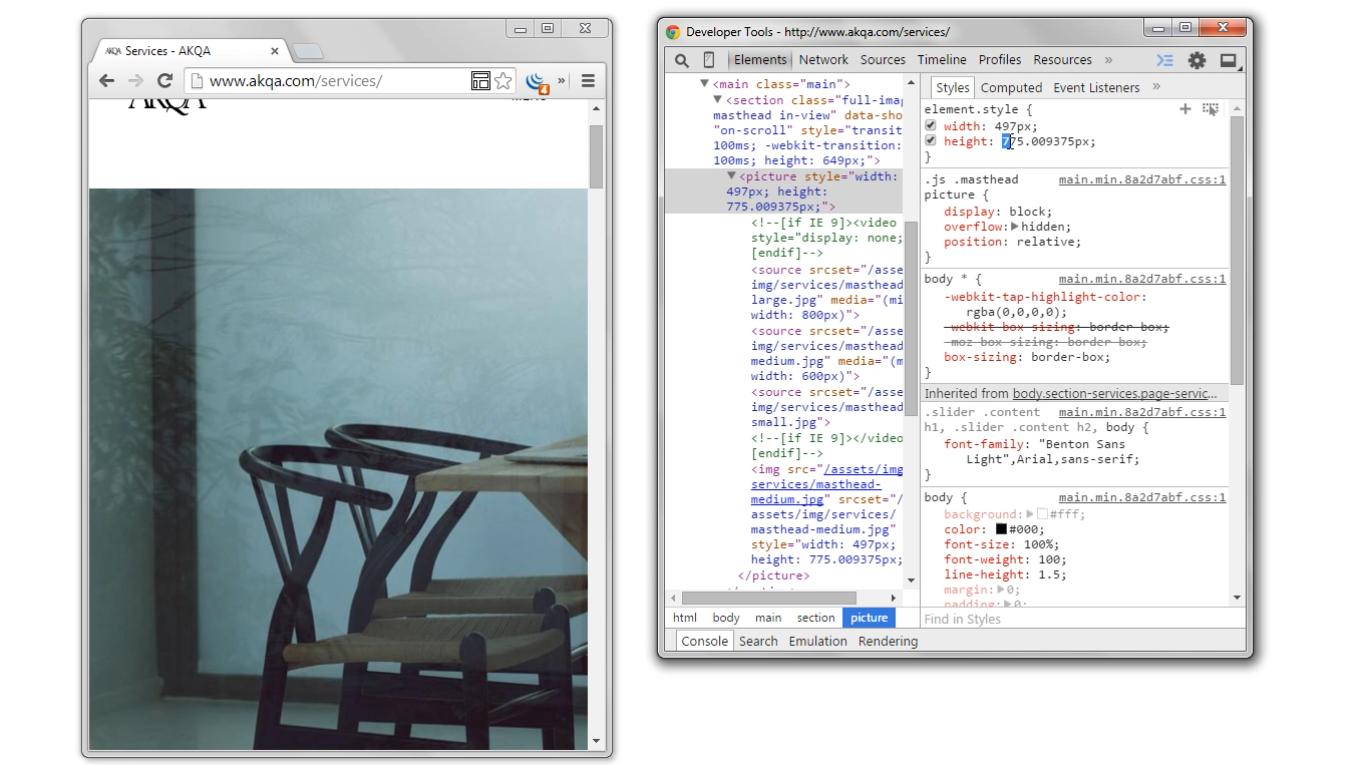 AKQA Services - AKQA
www.akqa.com/services/
4
»
AKQA
Developer Tools - http://www.akqa.com/services/
Elements Network Sources Timeline Profiles Resources »
▼<main class="main">
▼<section class="full-imag
masthead in-view" data-sho
"on-scroll" style="transit
100ms; -webkit-transition:
100ms; height: 649px;">
▼<picture style="width:
497px; height:
775.009375px;">
<!--[if IE 9]><video
style="display: none;
[endif]-->
<source srcset="/asse
img/services/masthead
large.jpg" media="(mi
width: 800px)">
<source srcset="/asse
img/services/masthead
medium.jpg" media="(m
width: 600px)">
<source srcset="/asse
img/services/masthead
small.jpg">
<!--[if IE 9]></video
[endif]-->
<img src="/assets/img
services/masthead-
medium.jpg" srcset="/
assets/img/services/
masthead-medium.jpg"
style="width: 497px;
height: 775.009375px;
</picture>
html body main section picture
Styles Computed Event Listeners »
element.style {
width: 497px;
height: 775.009375px;
}
.js .masthead main.min.8a2d7abf.css:1
picture {
display: block;
overflow:▶hidden;
position: relative;
}
body * { main.min.8a2d7abf.css:1
-webkit-tap-highlight-color:
rgba(0,0,0,0);
-webkit-box-sizing: border-box;
-moz-box-sizing: border-box;
box-sizing: border-box;
}
Inherited from body.section-services.page-servic...
.slider .content main.min.8a2d7abf.css:1
h1, .slider .content h2, body {
font-family: "Benton Sans
Light",Arial,sans-serif;
}
body { main.min.8a2d7abf.css:1
background:▶#fff;
color: #000;
font-size: 100%;
font-weight: 100;
line-height: 1.5;
margin:▶0;
padding:▶0;
Find in Styles
Console Search Emulation Rendering